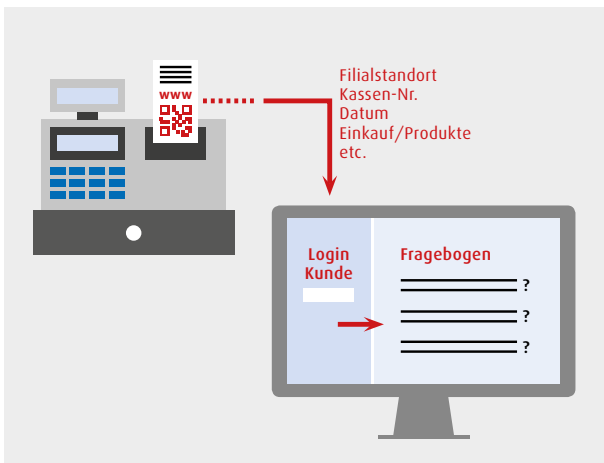 www
Filialstandort
Kassen-Nr.
Datum
Einkauf/Produkte
etc.
Login
Kunde
Fragebogen
?
?
?